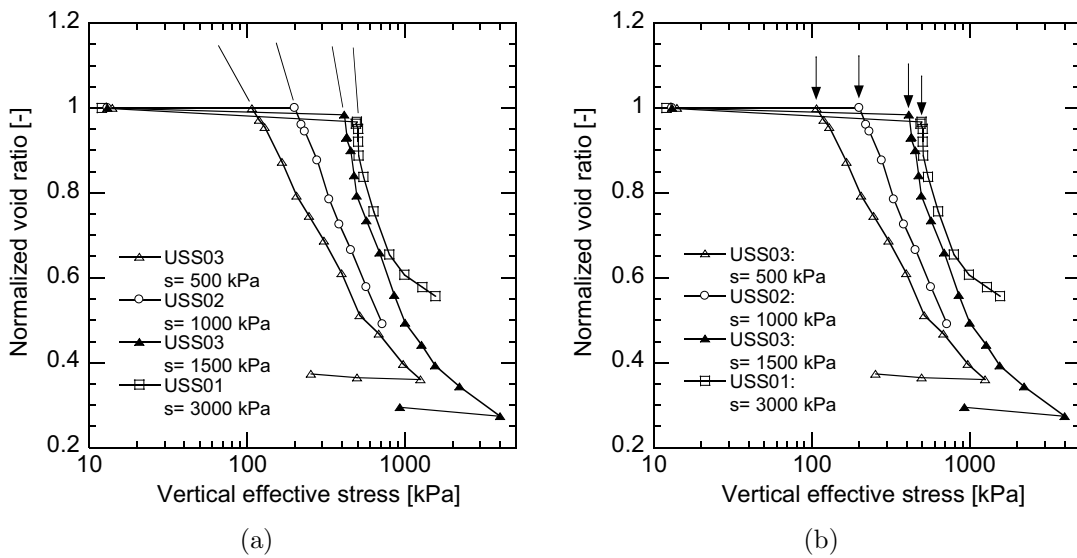 1.2
1
0.8
0.6
0.4
0.2
Normalized void ratio [-]
USS03
s= 500 kPa
USS02
s= 1000 kPa
USS03
s= 1500 kPa
USS01
s= 3000 kPa
10 100 1000
Vertical effective stress [kPa]
(a)
1.2
1
0.8
0.6
0.4
0.2
Normalized void ratio [-]
USS03:
s= 500 kPa
USS02:
s= 1000 kPa
USS03:
s= 1500 kPa
USS01:
s= 3000 kPa
10 100 1000
Vertical effective stress [kPa]
(b)